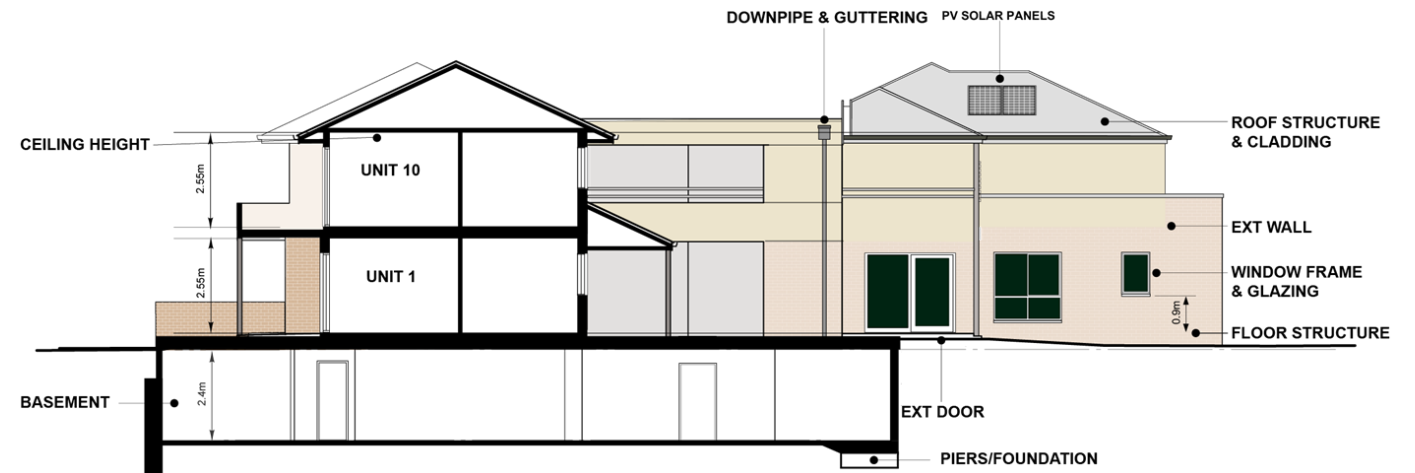 DOWNPIPE & GUTTERING
PV SOLAR PANELS
CEILING HEIGHT
ROOF STRUCTURE
& CLADDING
2.55m
UNIT 10
EXT WALL
2.55m
UNIT 1
WINDOW FRAME
& GLAZING
0.9m
FLOOR STRUCTURE
2.4m
BASEMENT
EXT DOOR
PIERS/FOUNDATION